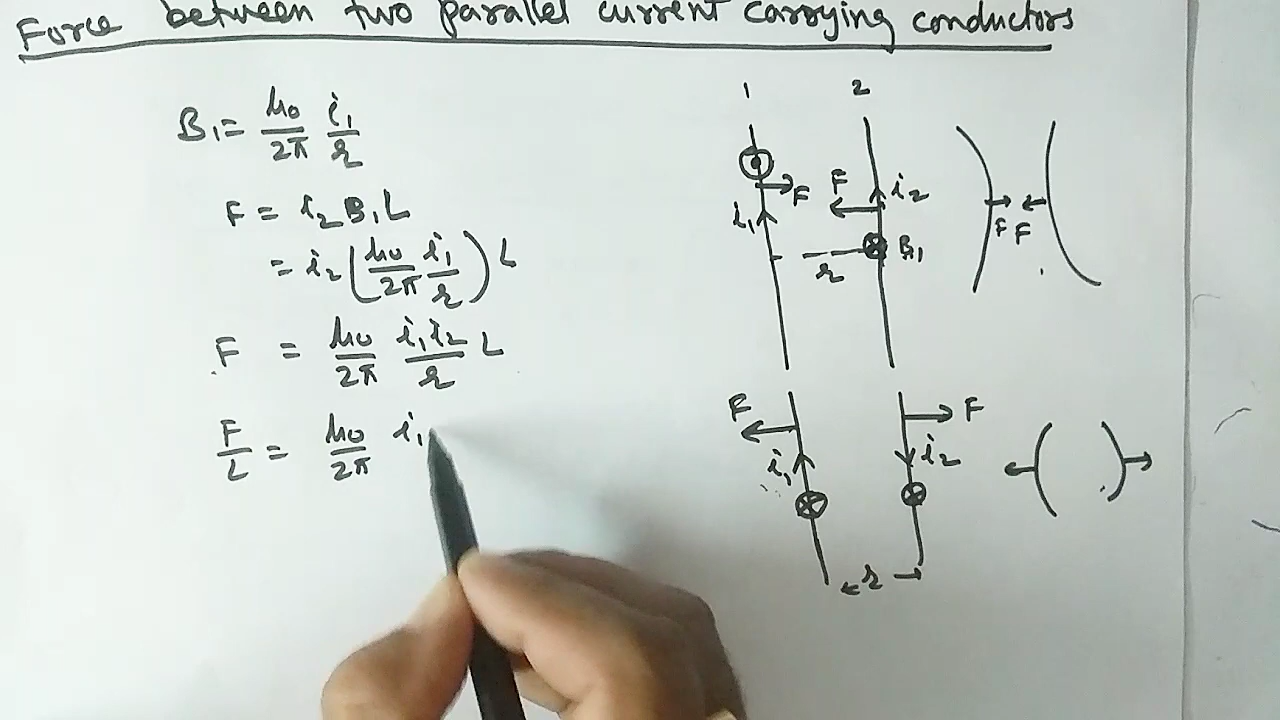 Force between two parallel current carrying conductors
B₁ = μ₀/2π i₁/r
F = i₂ B₁ L
= i₂ (μ₀/2π i₁/r) L
F = μ₀/2π i₁i₂/r L
F/L = μ₀/2π i₁
1 2
F F i₂
i₁
r B₁
F F
F F
i₁ i₂
r